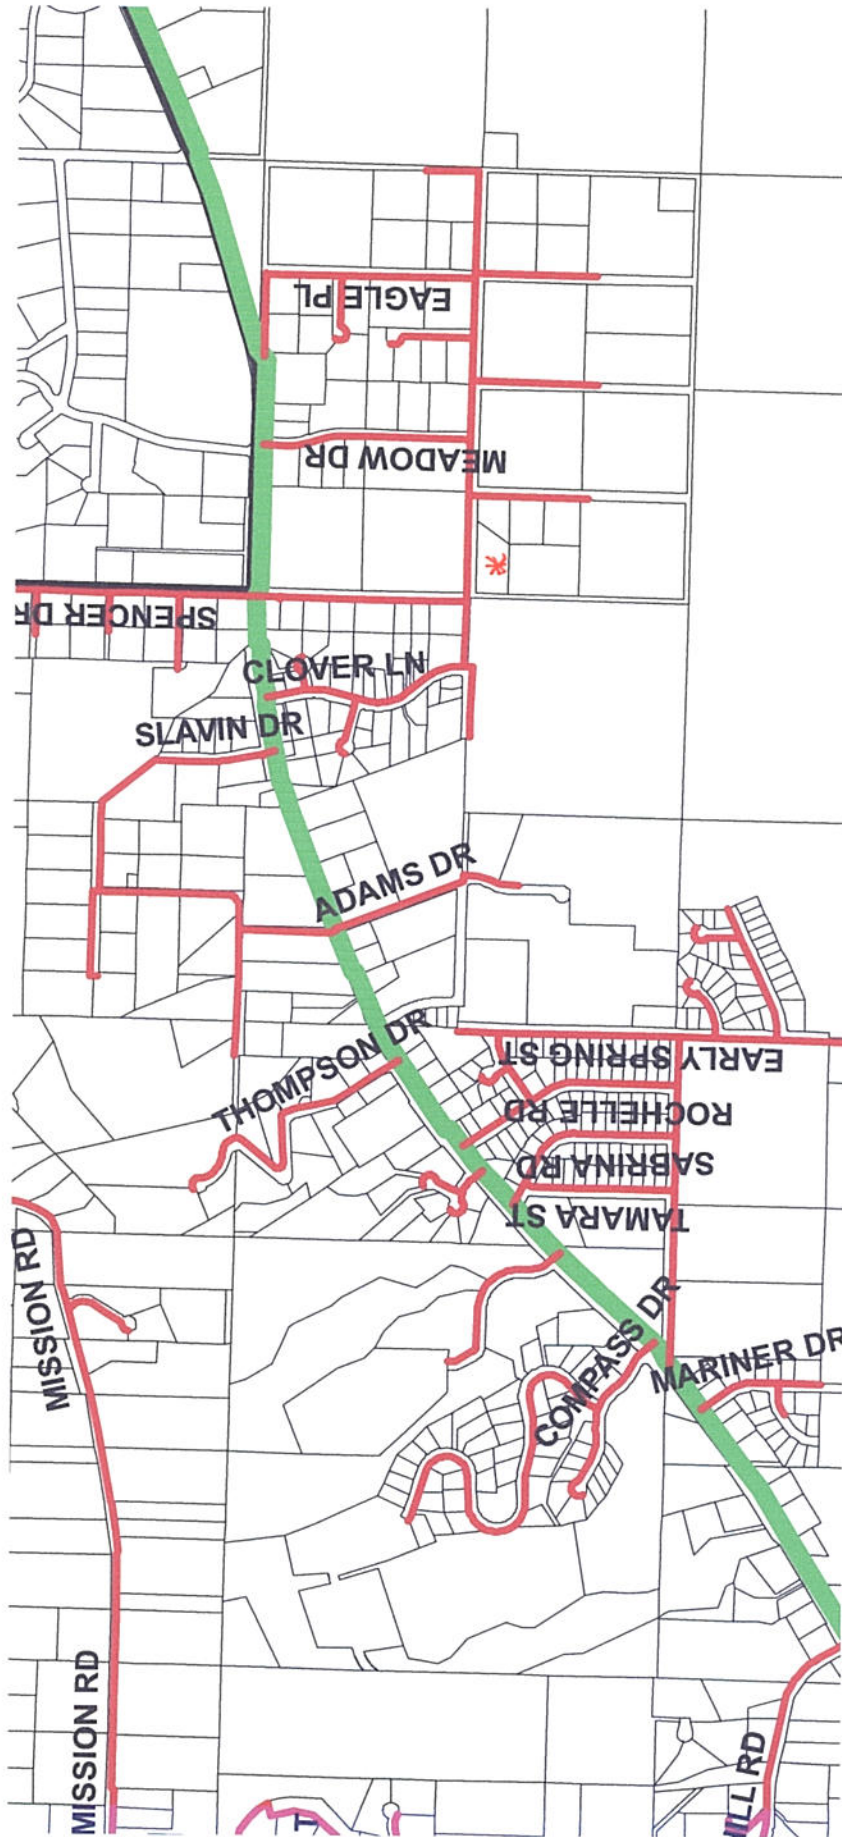 EAGLE PL
MEADOW DR
SPENCER DR
CLOVER LN
SLAVIN DR
ADAMS DR
THOMPSON DR
EARLY SPRING ST
ROCHELLE RD
SABRINA RD
TAMARA ST
MISSION RD
COMPASS DR
MARINER DR
MISSION RD
ILL RD
T